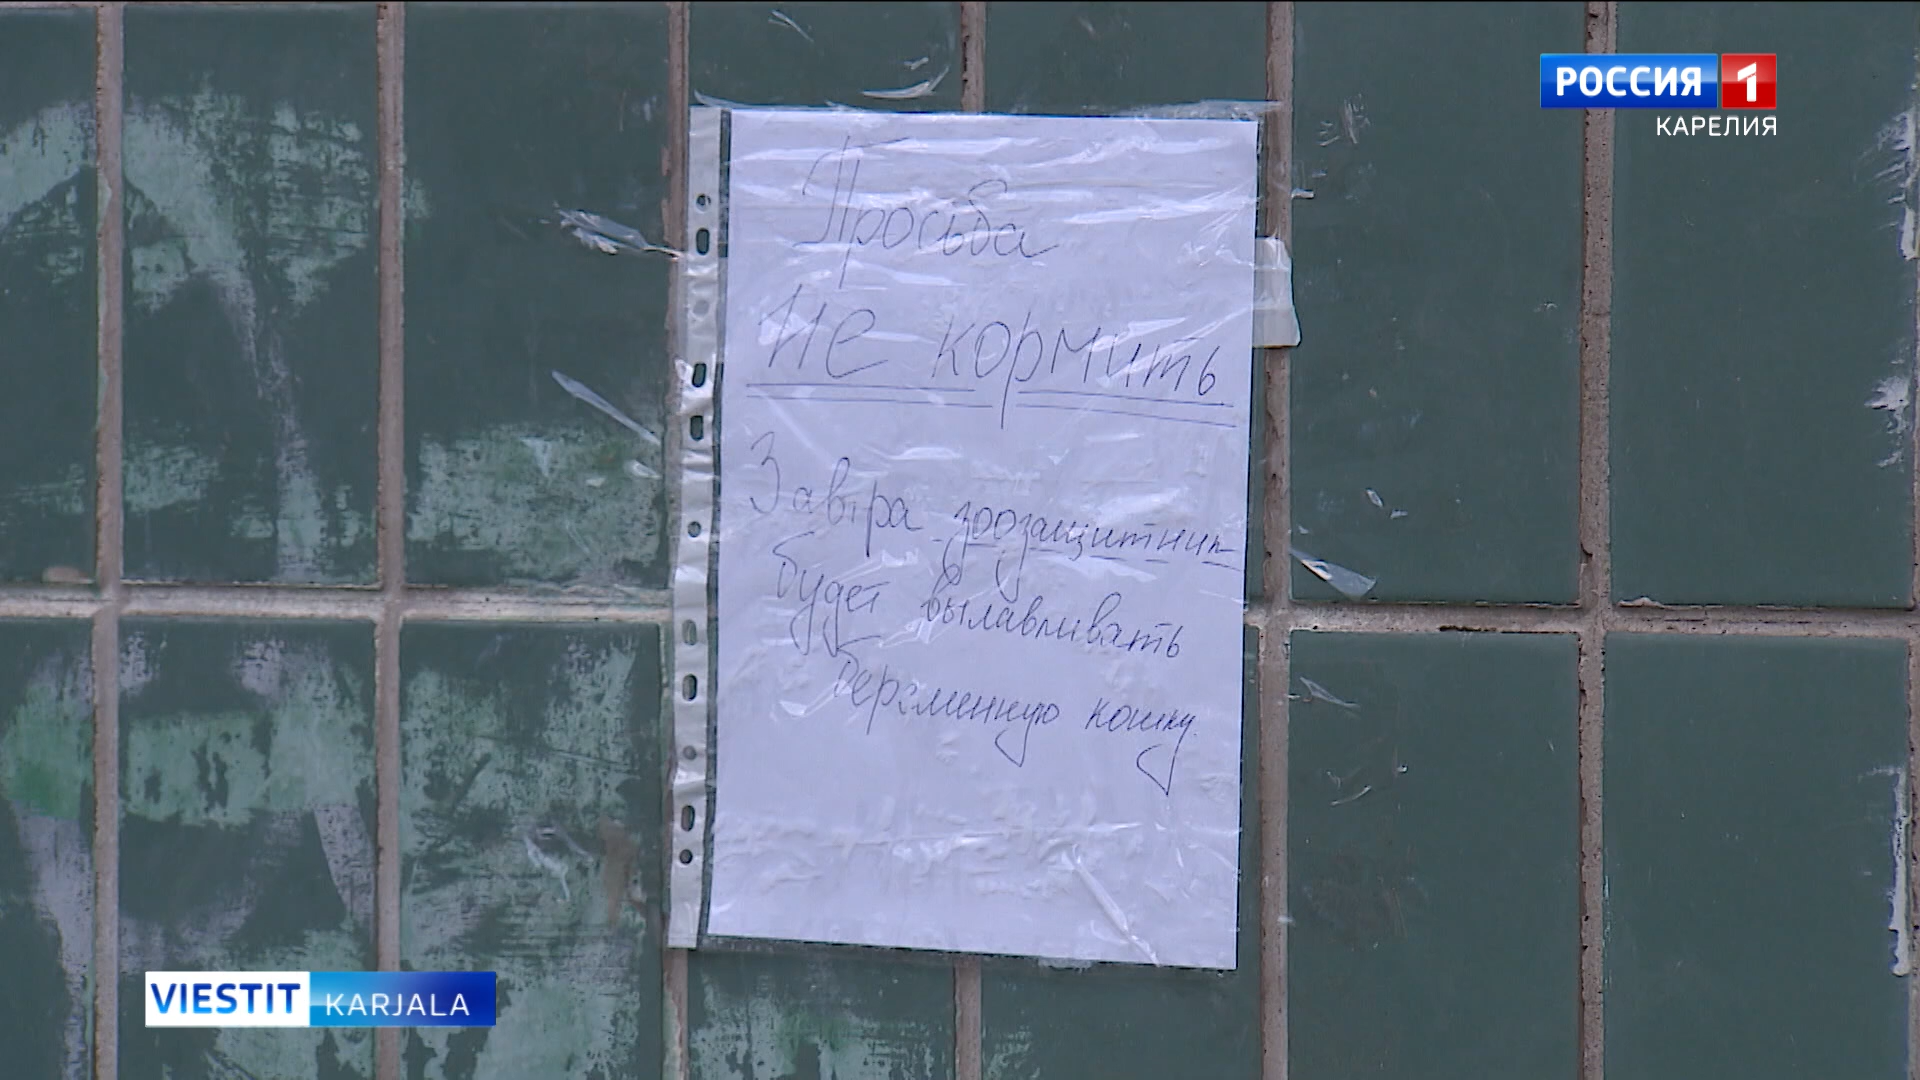 РОССИЯ 1
КАРЕЛИЯ
Просьба
не кормить
Завтра зоозащитник
будет вылавливать
беременную кошку.
VIESTIT KARJALA